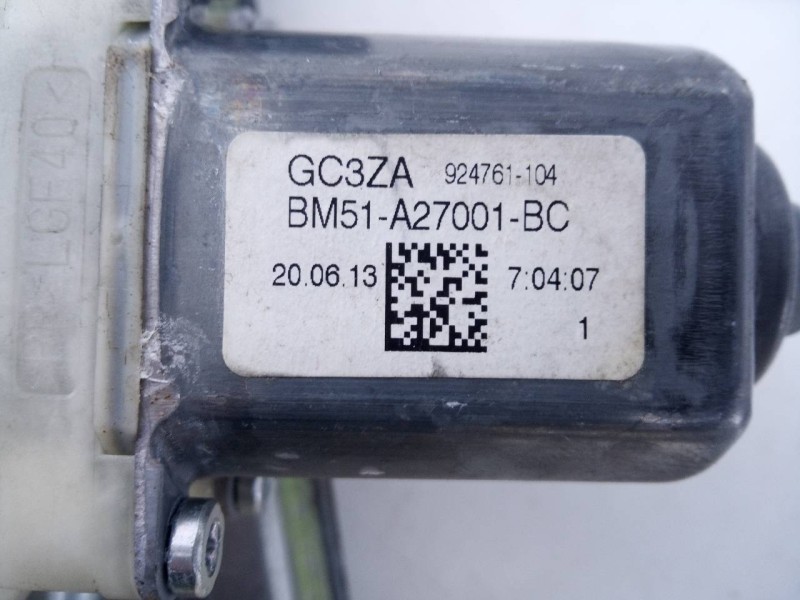 GC3ZA 924761-104
BM51-A27001-BC
20.06.13 7:04:07
1